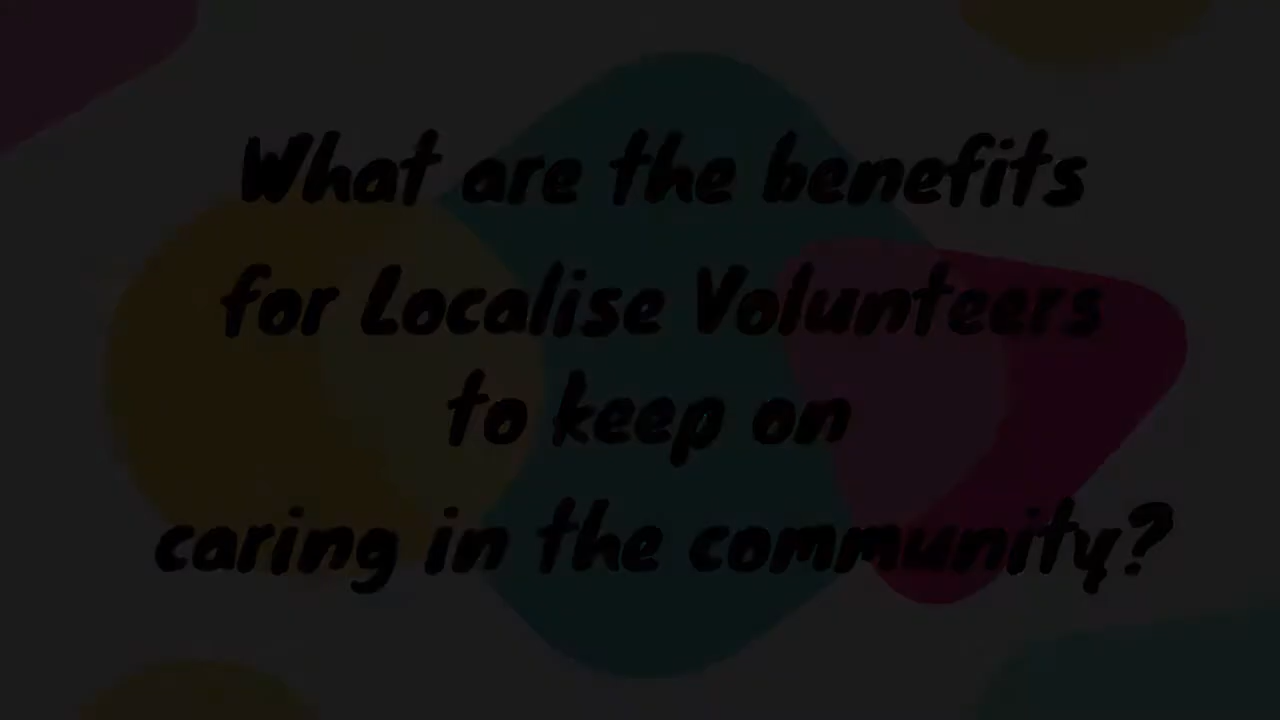 What are the benefits
for Localise Volunteers
to keep on
caring in the community?